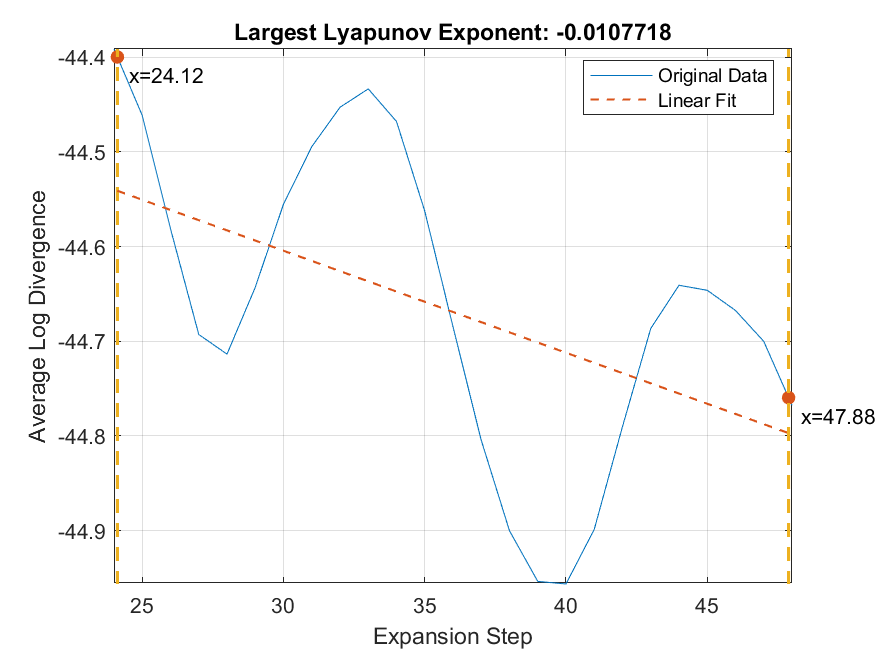 Largest Lyapunov Exponent: -0.0107718
Original Data
Linear Fit
x=24.12
x=47.88
Average Log Divergence
-44.4
-44.5
-44.6
-44.7
-44.8
-44.9
25
30
35
40
45
Expansion Step